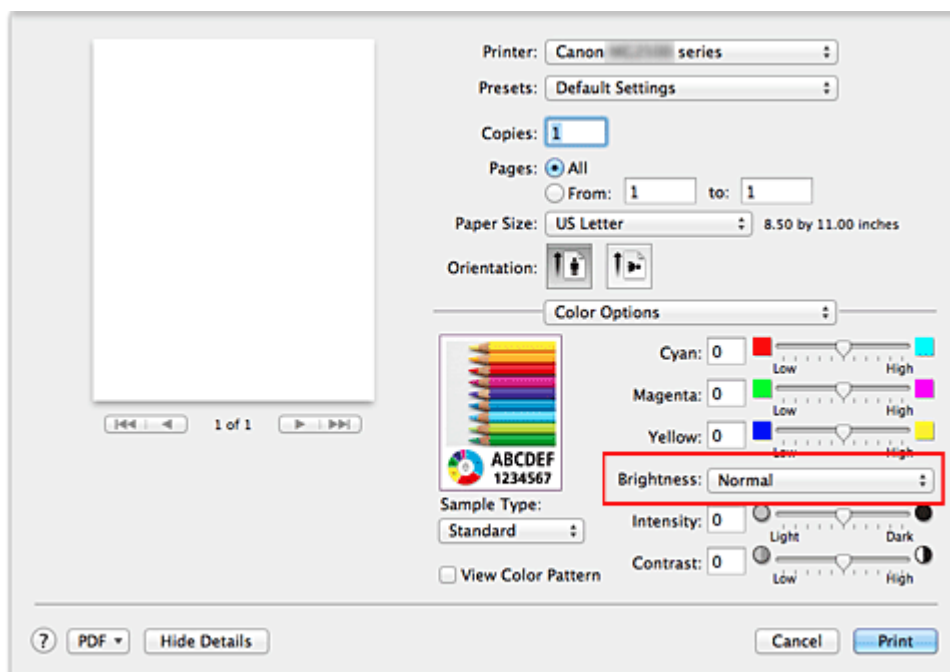 Printer: Canon series
Presets: Default Settings
Copies: 1
Pages: All
From: 1 to: 1
Paper Size: US Letter 8.50 by 11.00 inches
Orientation:
Color Options
1 of 1
Cyan: 0
Low High
Magenta: 0
Low High
Yellow: 0
Low High
ABCDEF
1234567
Brightness: Normal
Sample Type:
Standard
Intensity: 0
Light Dark
View Color Pattern
Contrast: 0
Low High
? PDF Hide Details Cancel Print